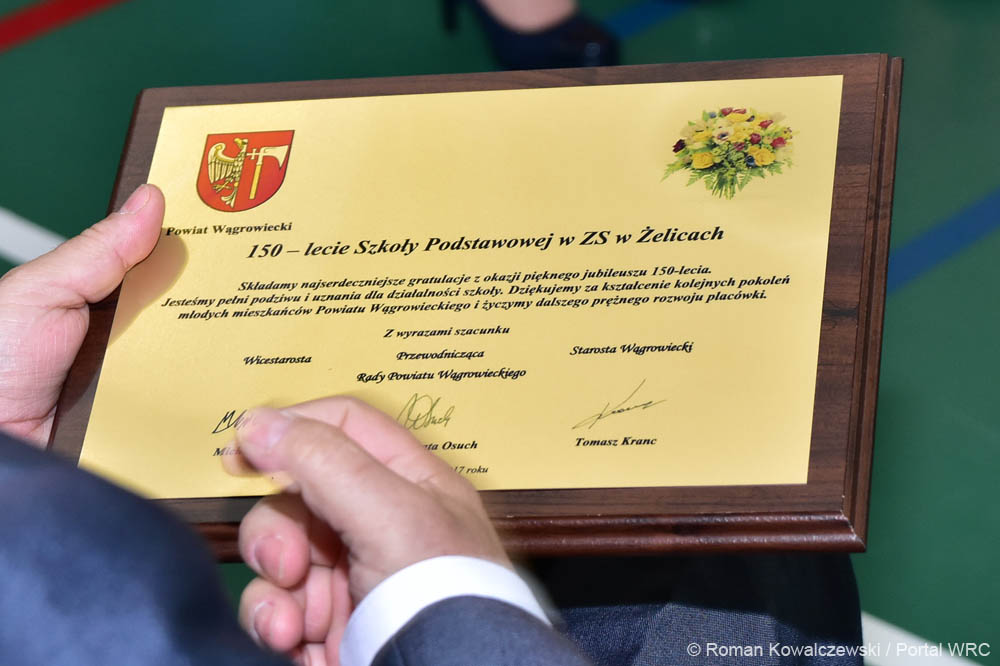 Powiat Wągrowiecki
150 – lecie Szkoły Podstawowej w ZS w Żelicach
Składamy najserdeczniejsze gratulacje z okazji pięknego jubileuszu 150-lecia.
Jesteśmy pełni podziwu i uznania dla działalności szkoły. Dziękujemy za kształcenie kolejnych pokoleń
młodych mieszkańców Powiatu Wągrowieckiego i życzymy dalszego prężnego rozwoju placówki.
Z wyrazami szacunku
Wicestarosta Przewodnicząca Starosta Wągrowiecki
Rady Powiatu Wągrowieckiego
Osuch Tomasz Kranc
17 roku
© Roman Kowalczewski / Portal WRC